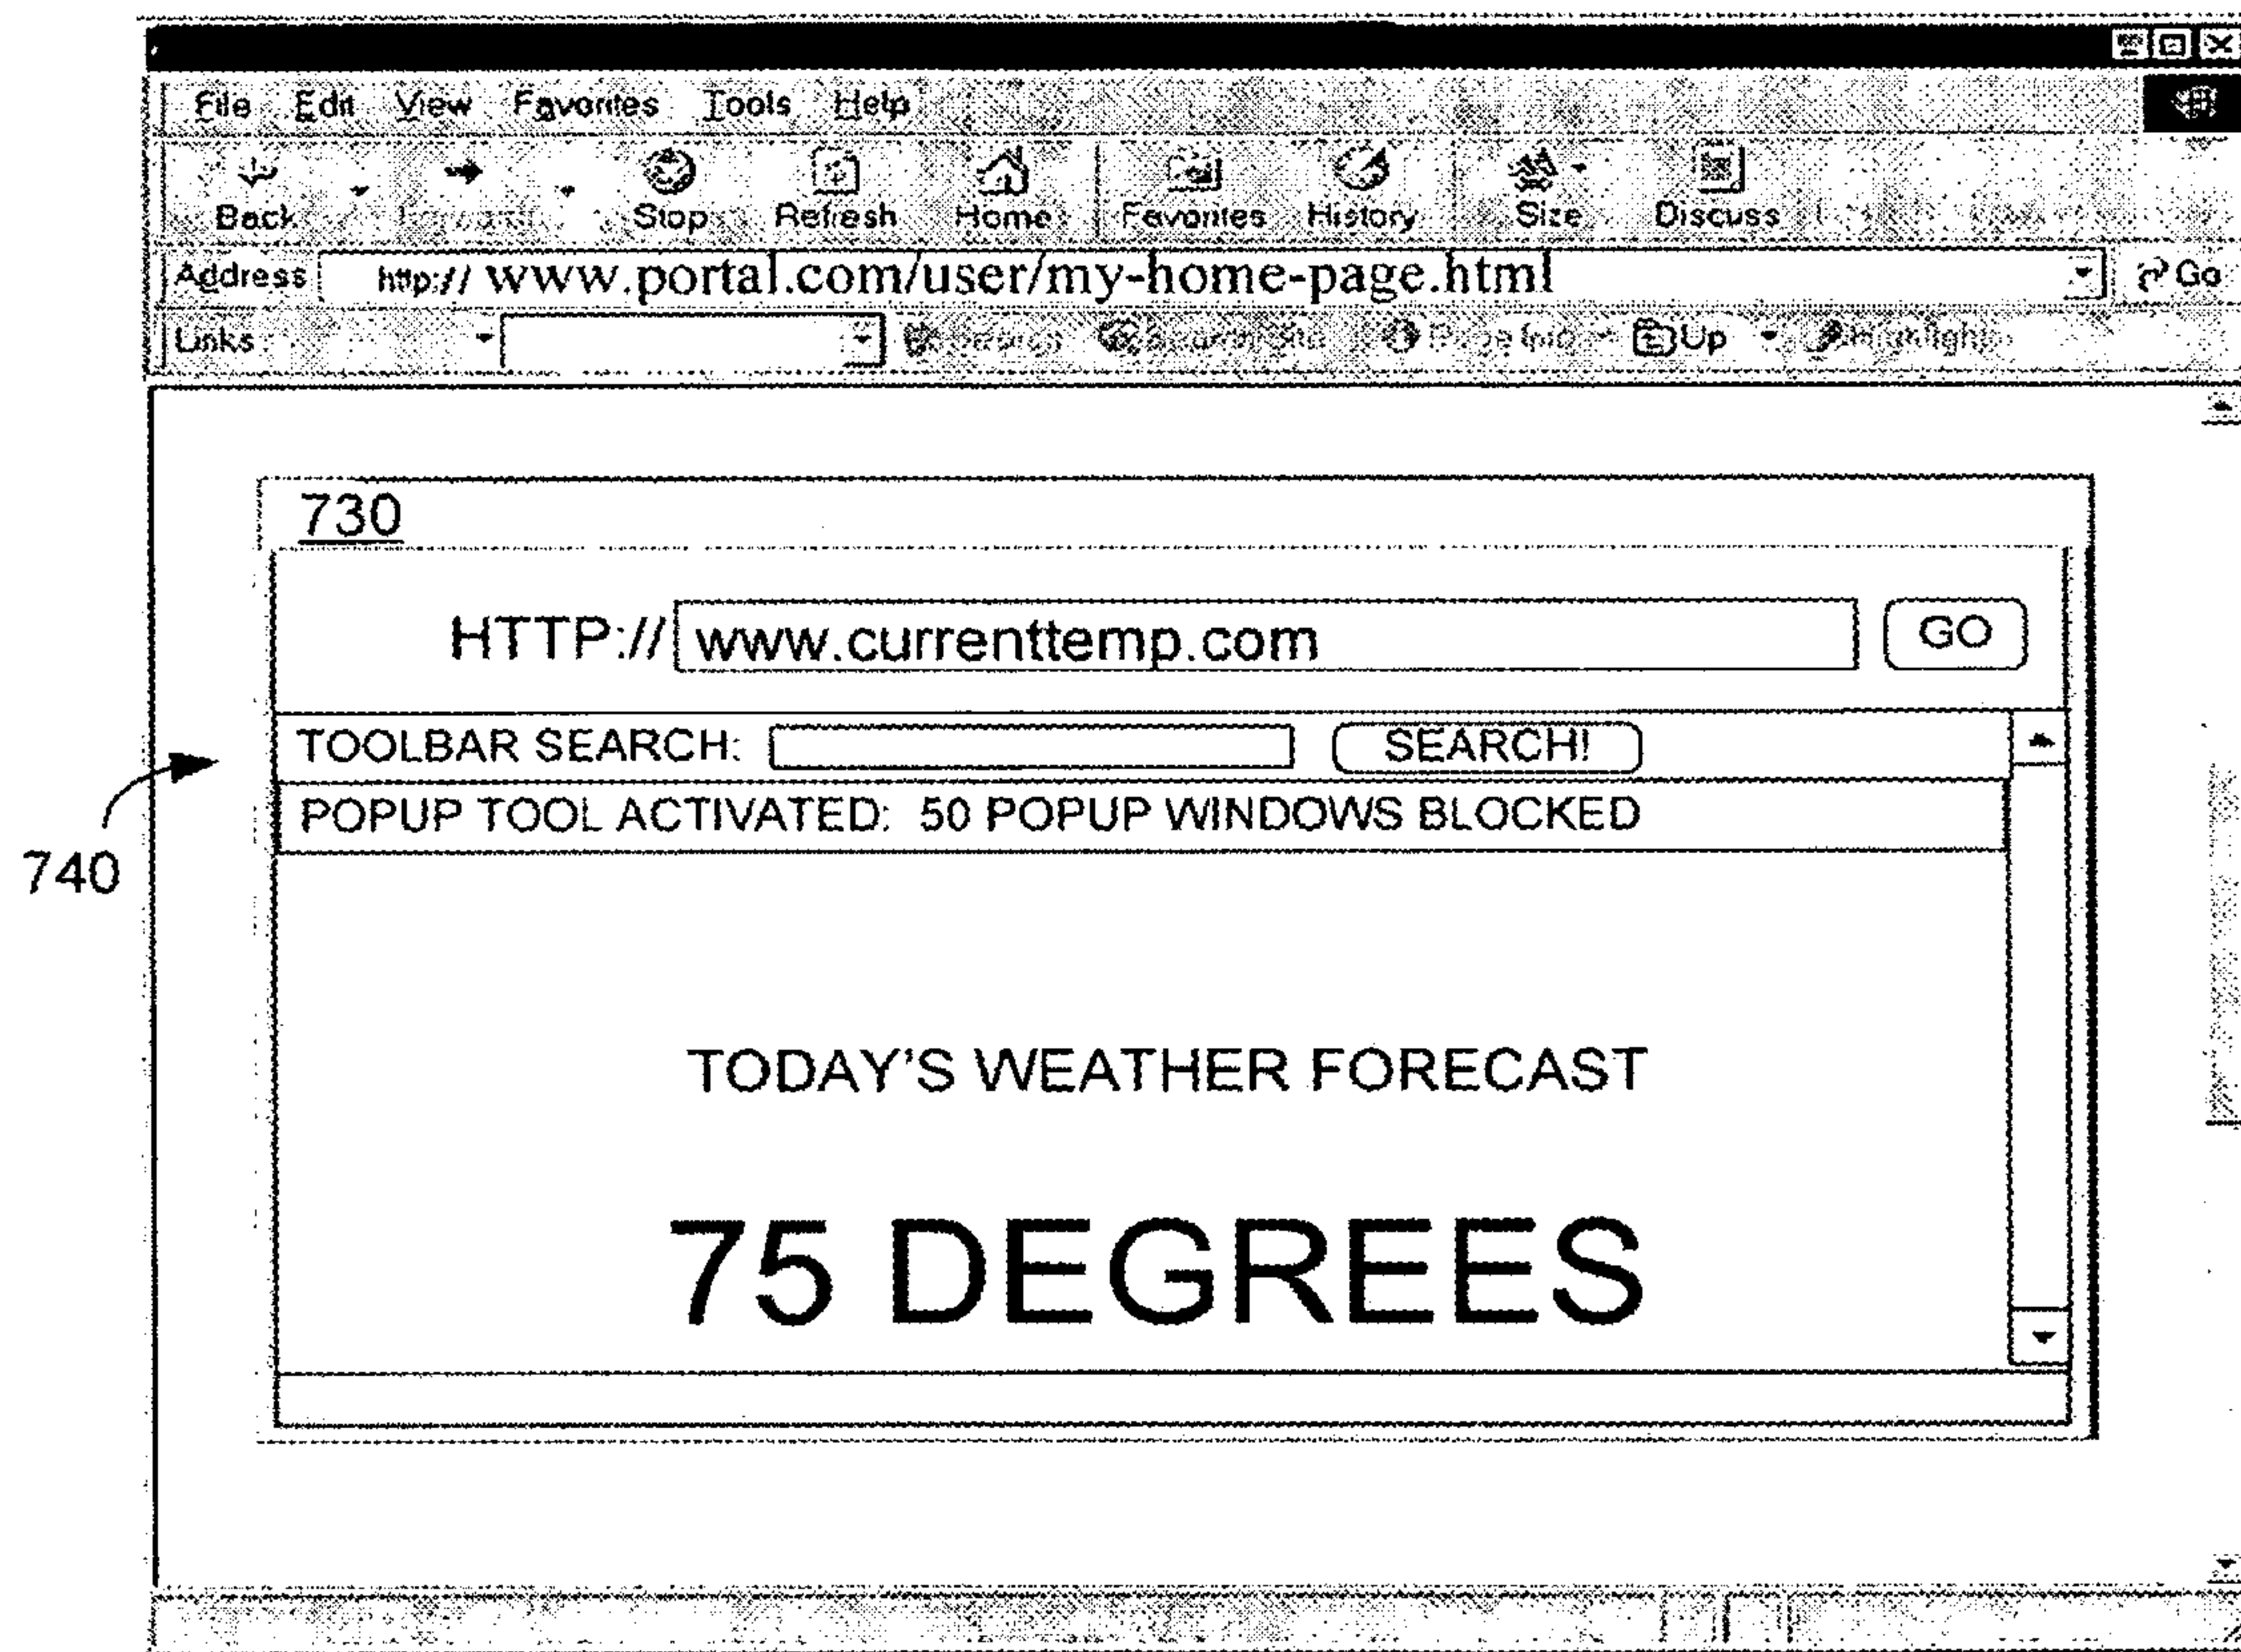 File Edit View Favorites Tools Help
Back Stop Refresh Home Favorites History Size Discuss
Address http:// www.portal.com/user/my-home-page.html Go
Links Search Up Highlight
730
HTTP:// www.currenttemp.com GO
TOOLBAR SEARCH: SEARCH!
POPUP TOOL ACTIVATED: 50 POPUP WINDOWS BLOCKED
740
TODAY'S WEATHER FORECAST
75 DEGREES